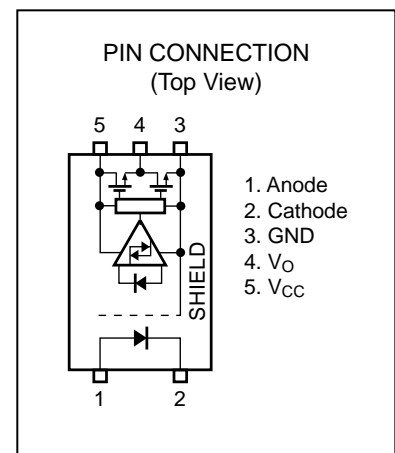 PIN CONNECTION
(Top View)
5 4 3
1. Anode
2. Cathode
3. GND
4. VO
5. VCC
SHIELD
1 2